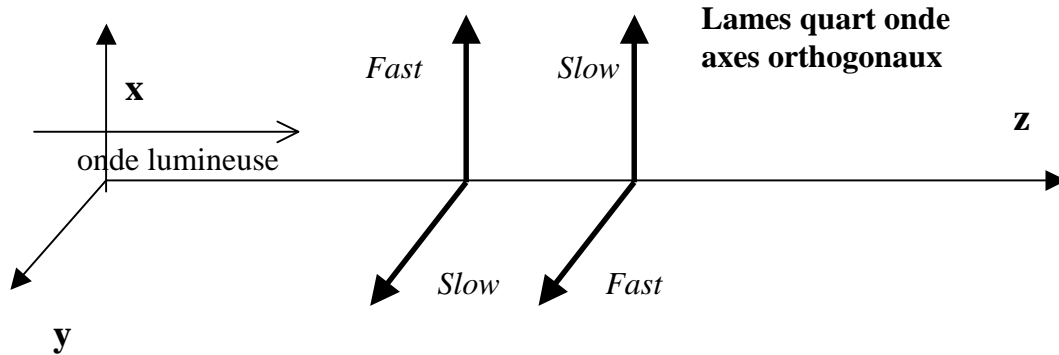 Lames quart onde
axes orthogonaux
Fast
Slow
x
z
onde lumineuse
Slow
Fast
y